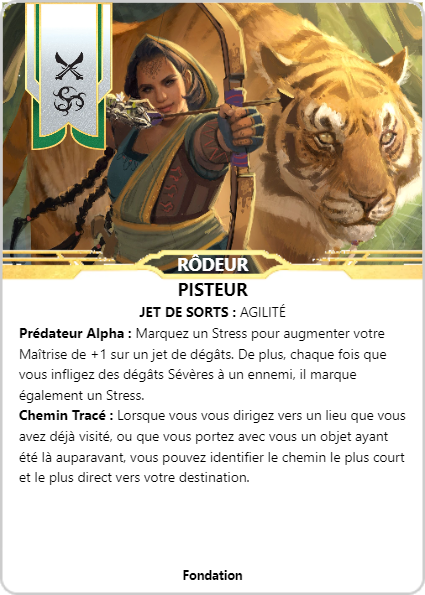 RÔDEUR
PISTEUR
JET DE SORTS : AGILITÉ
Prédateur Alpha : Marquez un Stress pour augmenter votre
Maîtrise de +1 sur un jet de dégâts. De plus, chaque fois que
vous infligez des dégâts Sévères à un ennemi, il marque
également un Stress.
Chemin Tracé : Lorsque vous vous dirigez vers un lieu que vous
avez déjà visité, ou que vous portez avec vous un objet ayant
été là auparavant, vous pouvez identifier le chemin le plus court
et le plus direct vers votre destination.
Fondation